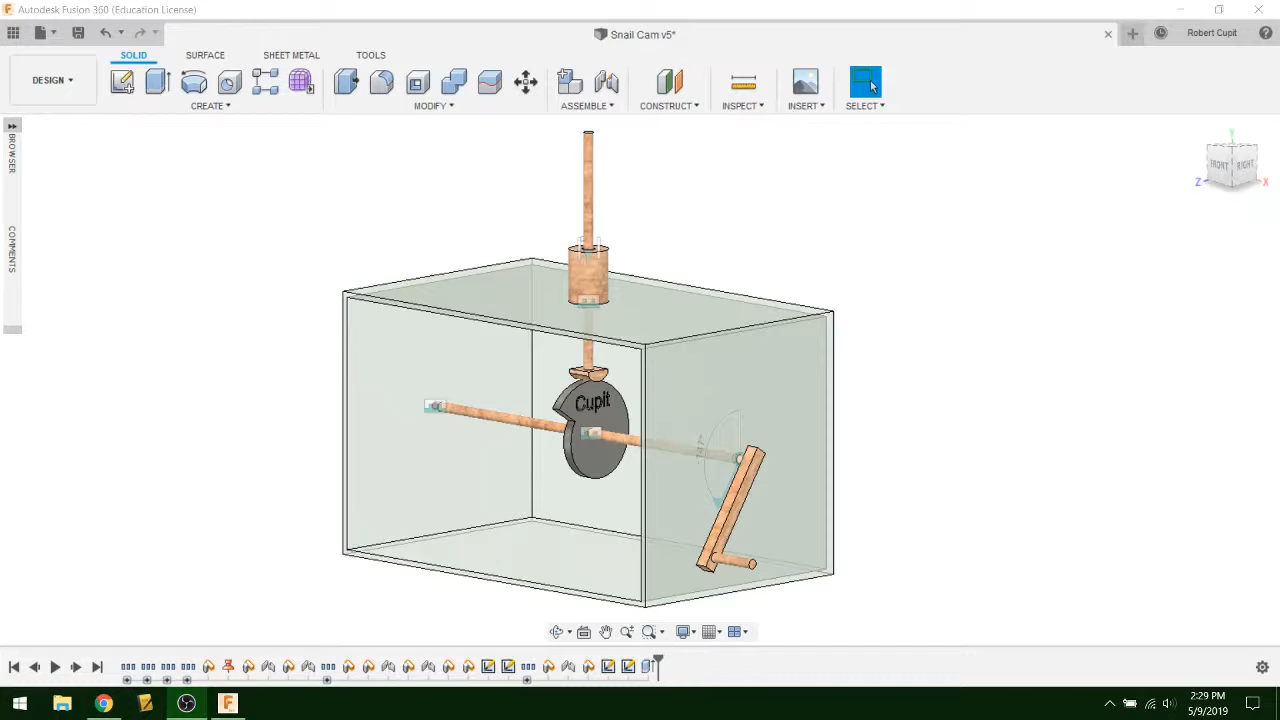 Autodesk Fusion 360 (Education License)
Snail Cam v5*
Robert Cupit
DESIGN
SOLID
SURFACE
SHEET METAL
TOOLS
CREATE
MODIFY
ASSEMBLE
CONSTRUCT
INSPECT
INSERT
SELECT
BROWSER
COMMENTS
FRONT
RIGHT
Y
Z
X
Cupit
2:29 PM
5/9/2019